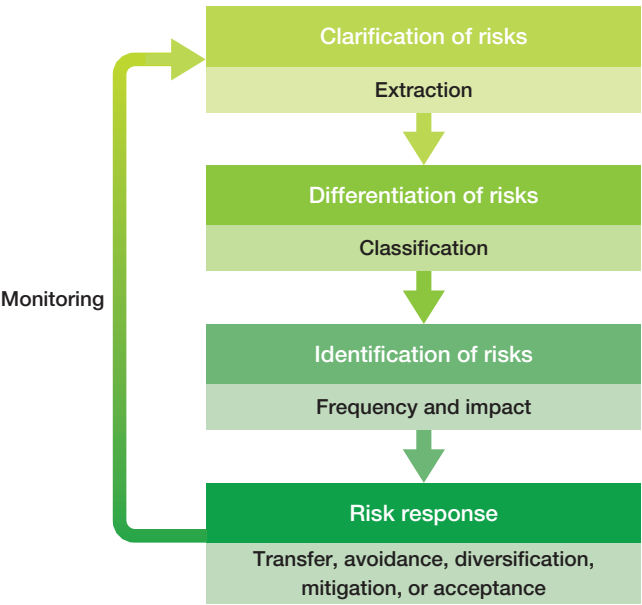 Clarification of risks
Extraction
Differentiation of risks
Classification
Monitoring
Identification of risks
Frequency and impact
Risk response
Transfer, avoidance, diversification,
mitigation, or acceptance